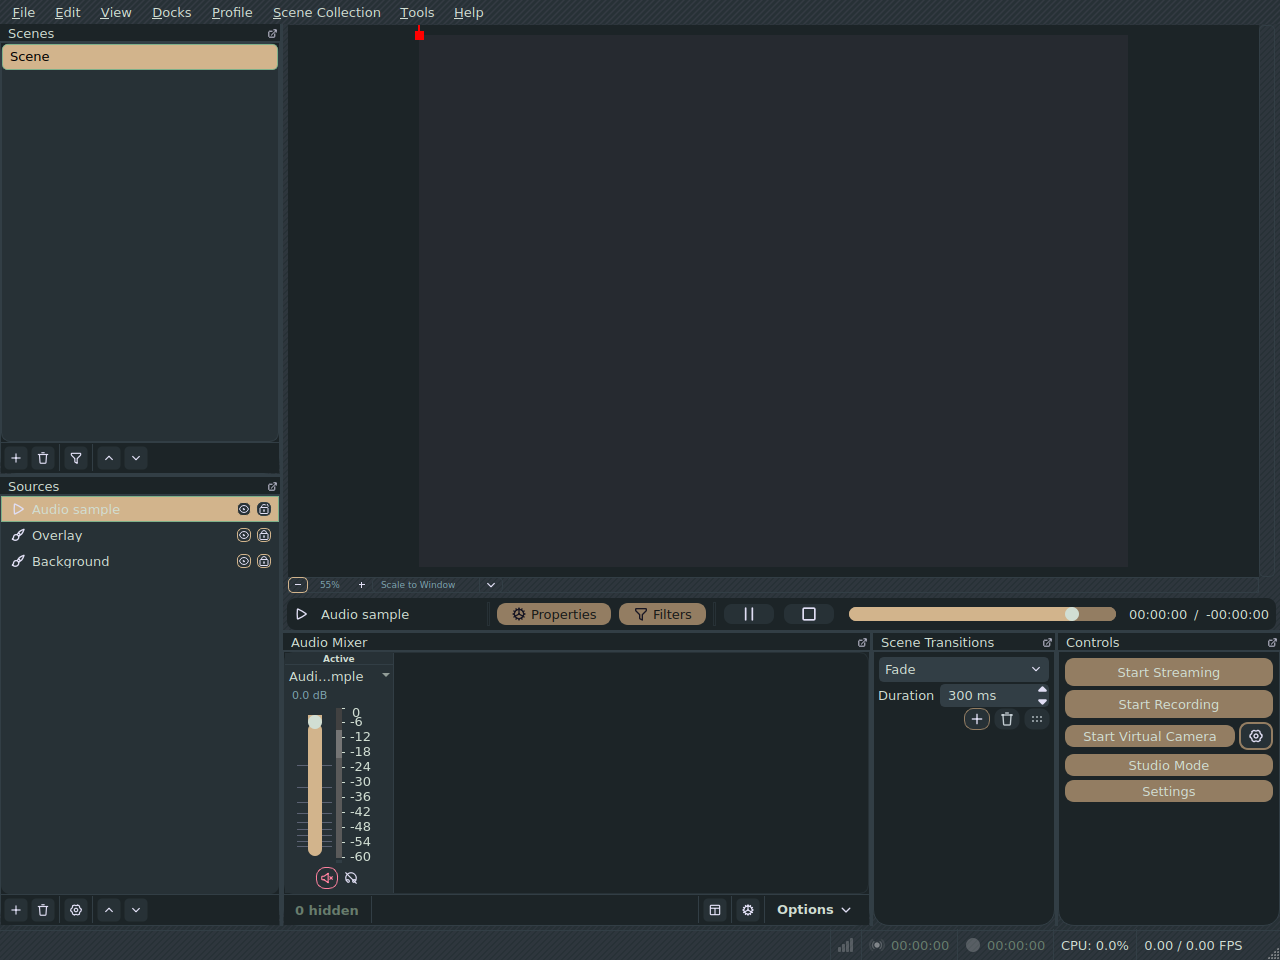 File Edit View Docks Profile Scene Collection Tools Help
Scenes
Scene
Sources
Audio sample
Overlay
Background
55% Scale to Window
Audio sample Properties Filters 00:00:00 / -00:00:00
Audio Mixer
Active
Audi...mple
0.0 dB
0
-6
-12
-18
-24
-30
-36
-42
-48
-54
-60
0 hidden Options
Scene Transitions
Fade
Duration 300 ms
Controls
Start Streaming
Start Recording
Start Virtual Camera
Studio Mode
Settings
00:00:00 00:00:00 CPU: 0.0% 0.00 / 0.00 FPS